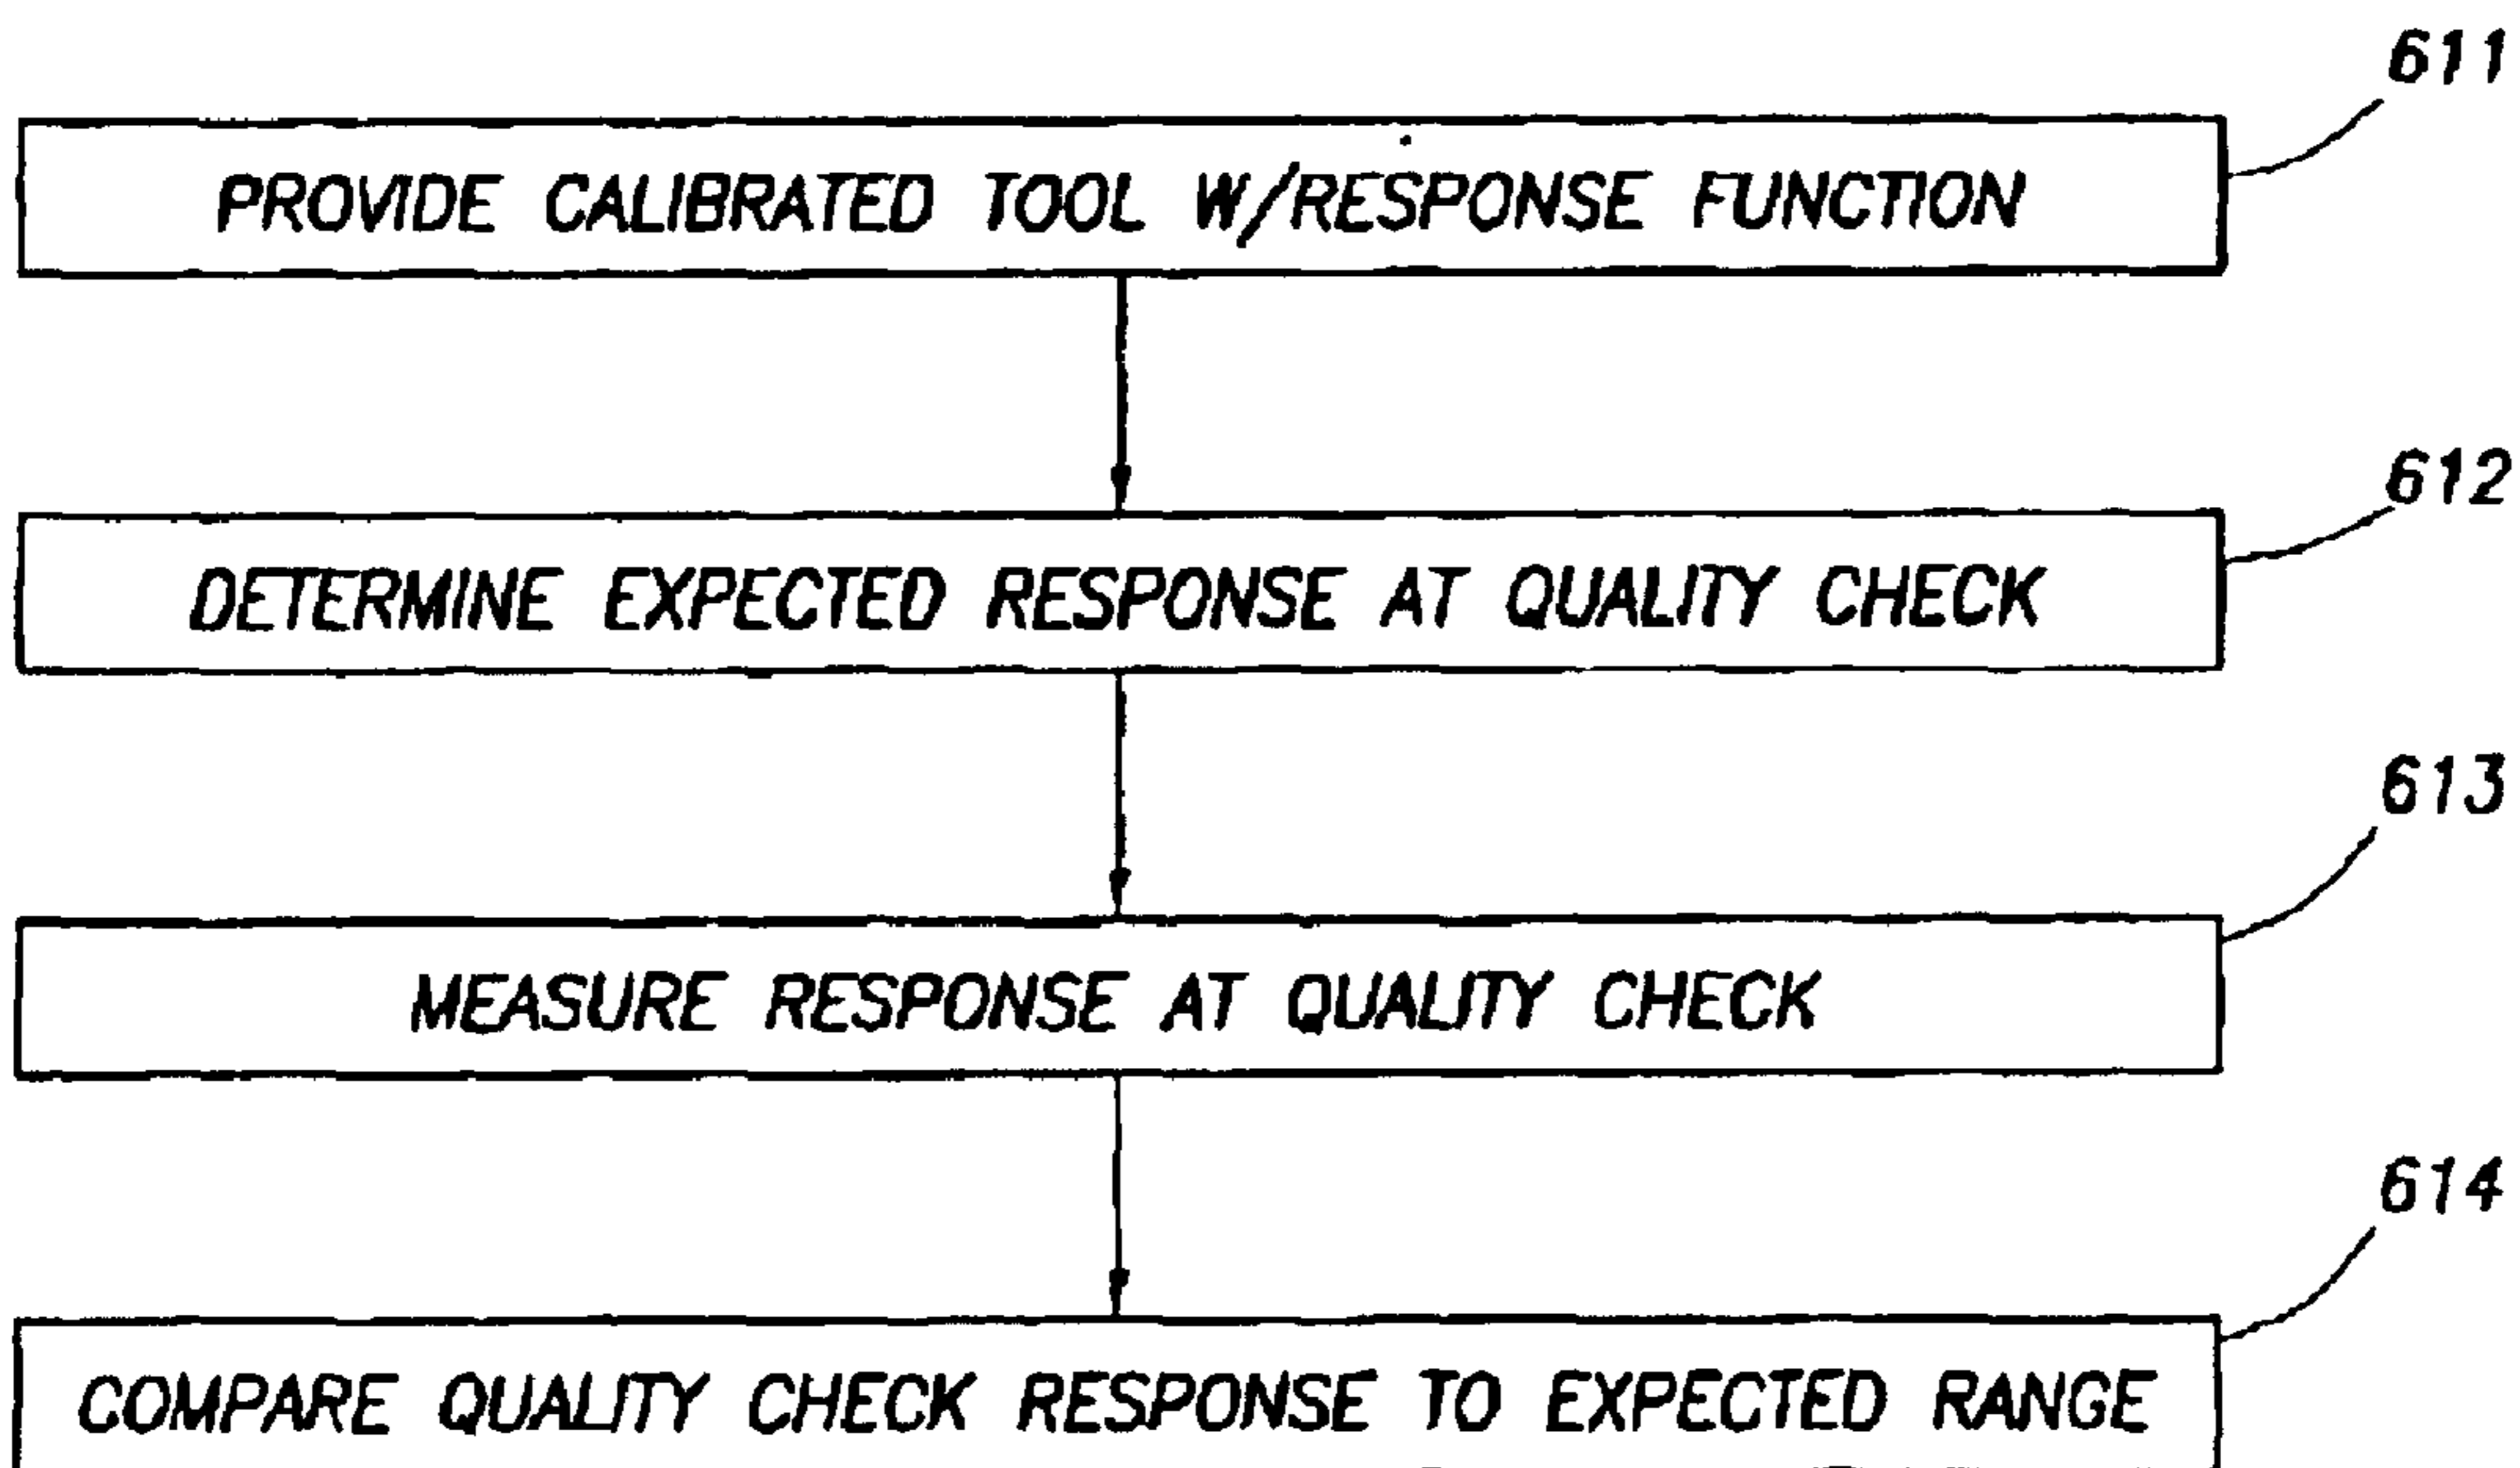 611
PROVIDE CALIBRATED TOOL W/RESPONSE FUNCTION
612
DETERMINE EXPECTED RESPONSE AT QUALITY CHECK
613
MEASURE RESPONSE AT QUALITY CHECK
614
COMPARE QUALITY CHECK RESPONSE TO EXPECTED RANGE